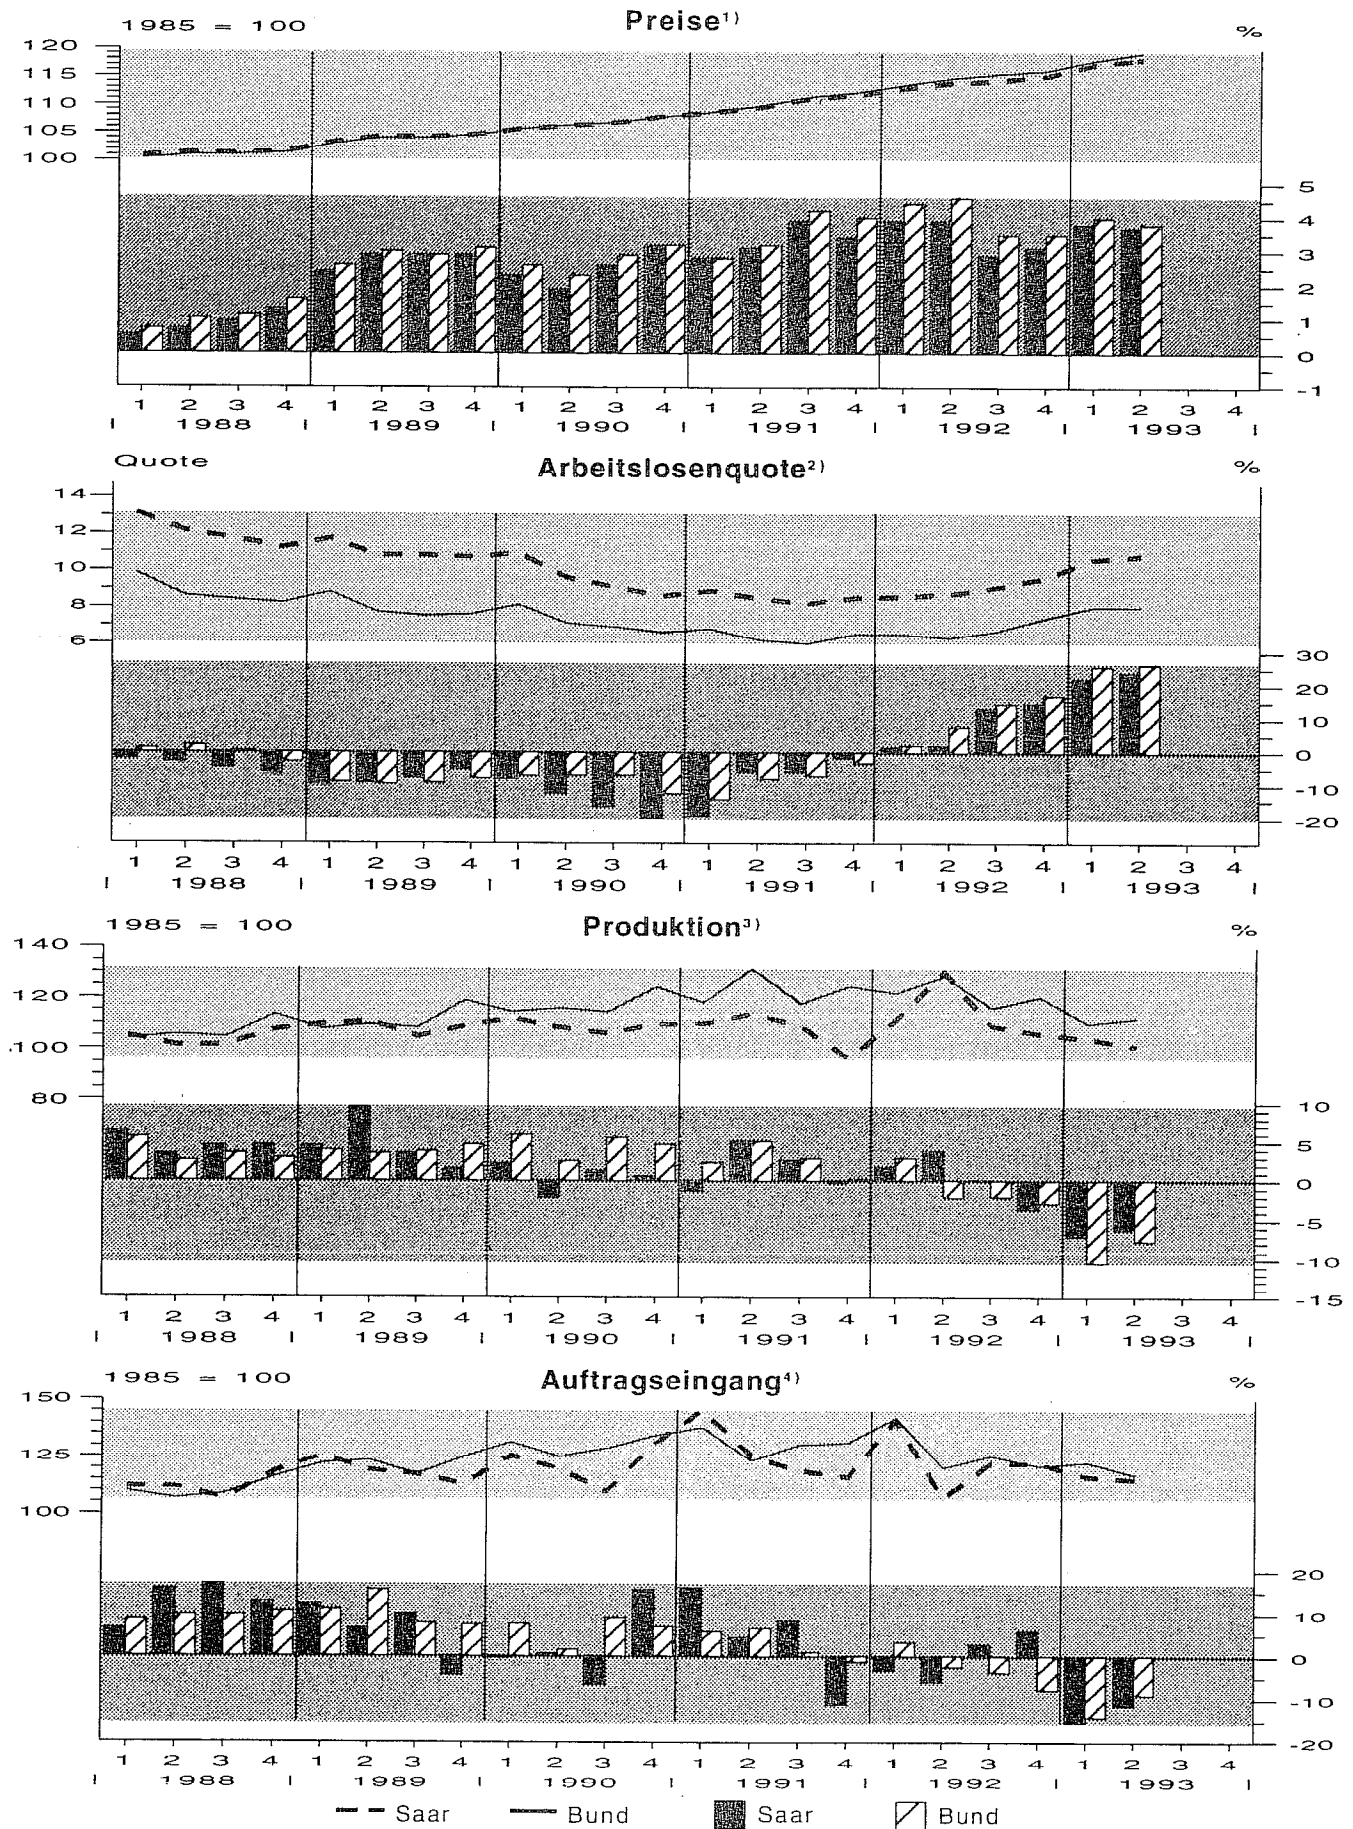 Preise¹⁾
1985 = 100 %
120
115
110
105
100
5
4
3
2
1
0
-1
1 2 3 4 1 2 3 4 1 2 3 4 1 2 3 4 1 2 3 4 1 2 3 4
1988 1989 1990 1991 1992 1993
Arbeitslosenquote²⁾
Quote %
14
12
10
8
6
30
20
10
0
-10
-20
1 2 3 4 1 2 3 4 1 2 3 4 1 2 3 4 1 2 3 4 1 2 3 4
1988 1989 1990 1991 1992 1993
Produktion³⁾
1985 = 100 %
140
120
100
80
10
5
0
-5
-10
-15
1 2 3 4 1 2 3 4 1 2 3 4 1 2 3 4 1 2 3 4 1 2 3 4
1988 1989 1990 1991 1992 1993
Auftragseingang⁴⁾
1985 = 100 %
150
125
100
20
10
0
-10
-20
1 2 3 4 1 2 3 4 1 2 3 4 1 2 3 4 1 2 3 4 1 2 3 4
1988 1989 1990 1991 1992 1993
Saar Bund Saar Bund